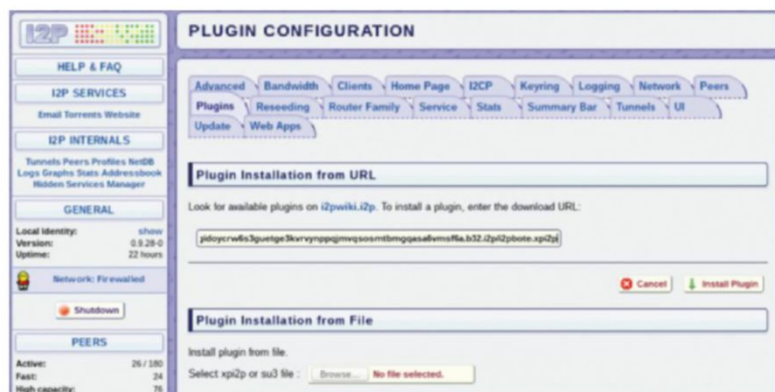 I2P
HELP & FAQ
I2P SERVICES
Email Torrents Website
I2P INTERNALS
Tunnels Peers Profiles NetDB
Logs Graphs Stats Addressbook
Hidden Services Manager
GENERAL
Local Identity: show
Version: 0.9.28-0
Uptime: 22 hours
Network: Firewalled
Shutdown
PEERS
Active: 26 / 180
Fast: 24
High capacity: 76
PLUGIN CONFIGURATION
Advanced Bandwidth Clients Home Page I2CP Keyring Logging Network Peers
Plugins Reseeding Router Family Service Stats Summary Bar Tunnels UI
Update Web Apps
Plugin Installation from URL
Look for available plugins on i2pwiki.i2p. To install a plugin, enter the download URL:
Cancel Install Plugin
Plugin Installation from File
Install plugin from file.
Select xpi2p or su3 file : Browse... No file selected.